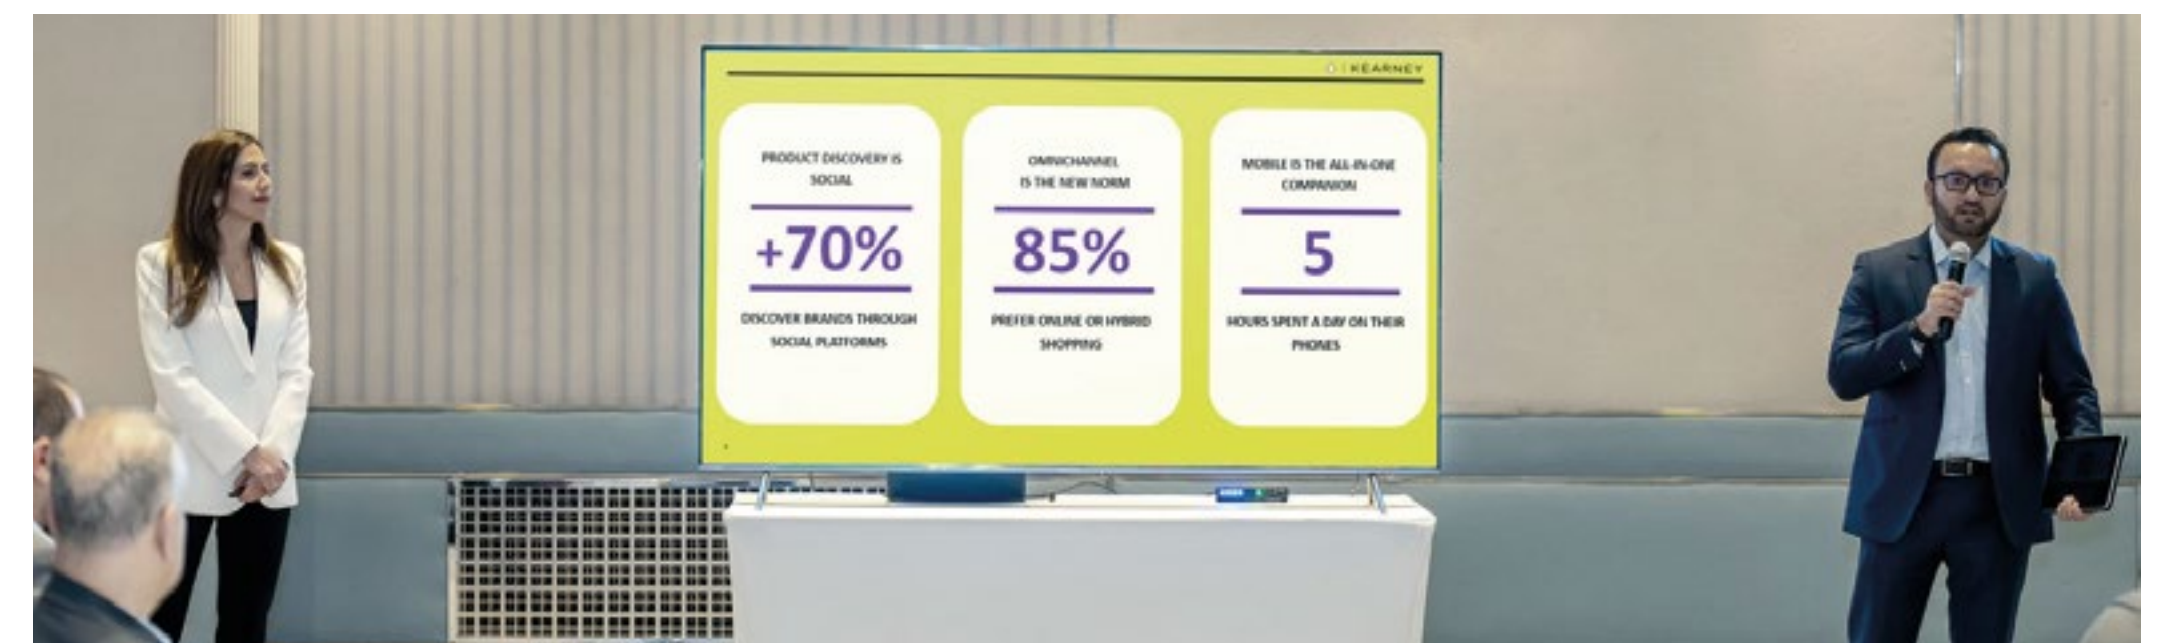 KEARNEY
PRODUCT DISCOVERY IS
SOCIAL
+70%
DISCOVER BRANDS THROUGH
SOCIAL PLATFORMS
OMNICHANNEL
IS THE NEW NORM
85%
PREFER ONLINE OR HYBRID
SHOPPING
MOBILE IS THE ALL-IN-ONE
COMPANION
5
HOURS SPENT A DAY ON THEIR
PHONES